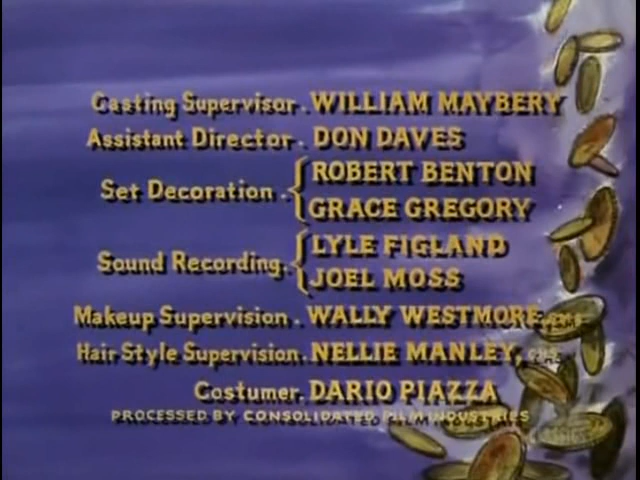 Casting Supervisor. WILLIAM MAYBERY
Assistant Director. DON DAVES
Set Decoration. ROBERT BENTON
GRACE GREGORY
Sound Recording. LYLE FIGLAND
JOEL MOSS
Makeup Supervision. WALLY WESTMORE,
Hair Style Supervision. NELLIE MANLEY,
Costumer. DARIO PIAZZA
PROCESSED BY CONSOLIDATED FILM INDUSTRIES